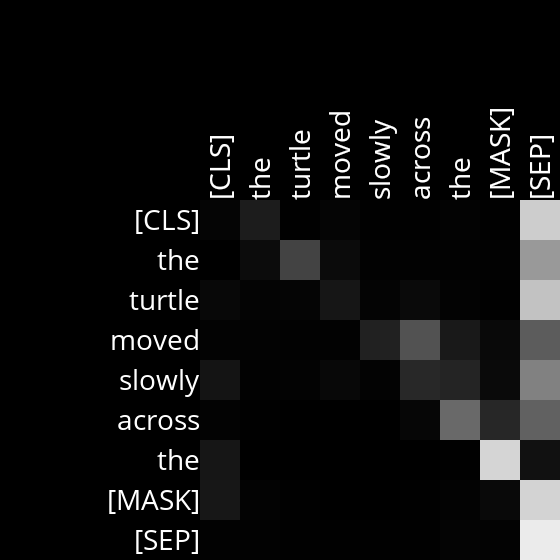 [CLS] the turtle moved slowly across the [MASK] [SEP]
[CLS]
the
turtle
moved
slowly
across
the
[MASK]
[SEP]